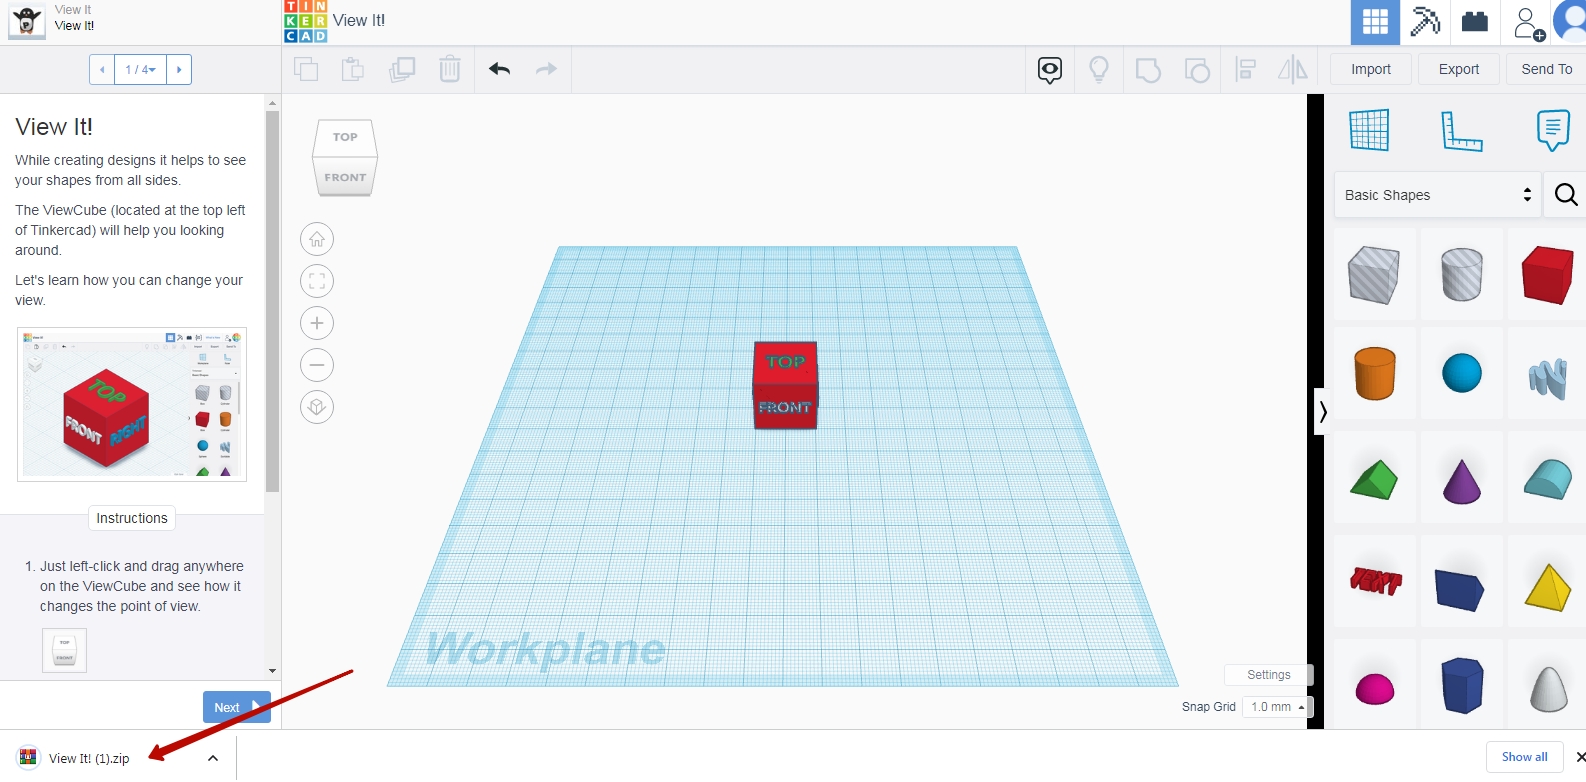 View It
View It!
TIN
KER
CAD
View It!
1 / 4
Import
Export
Send To
View It!
While creating designs it helps to see
your shapes from all sides.
The ViewCube (located at the top left
of Tinkercad) will help you looking
around.
Let's learn how you can change your
view.
TOP
FRONT
RIGHT
Instructions
1. Just left-click and drag anywhere
on the ViewCube and see how it
changes the point of view.
TOP
FRONT
Next
TOP
FRONT
TOP
FRONT
Workplane
Settings
Snap Grid
1.0 mm
Basic Shapes
TEXT
View It! (1).zip
Show all